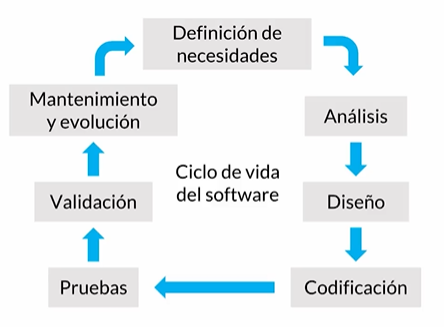 Definición de
necesidades
Análisis
Diseño
Codificación
Pruebas
Validación
Mantenimiento
y evolución
Ciclo de vida
del software